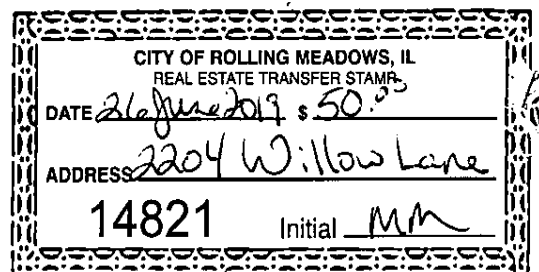 CITY OF ROLLING MEADOWS, IL
REAL ESTATE TRANSFER STAMP
DATE 26 June 2019 $ 50.00
ADDRESS 2204 Willow Lane
14821 Initial MM